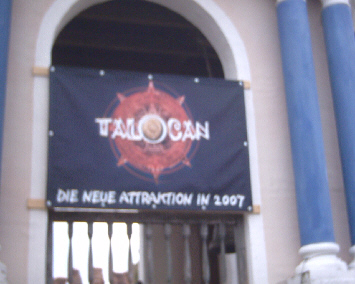 TALOCAN
DIE NEUE ATTRAKTION IN 2007